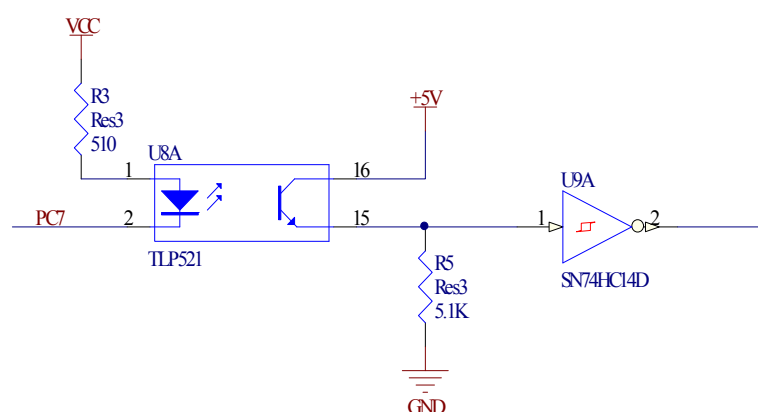 VCC
R3
Res3
510
+5V
U8A
1
16
U9A
PC7
2
15
1
2
TLP521
R5
Res3
5.1K
SN74HC14D
GND